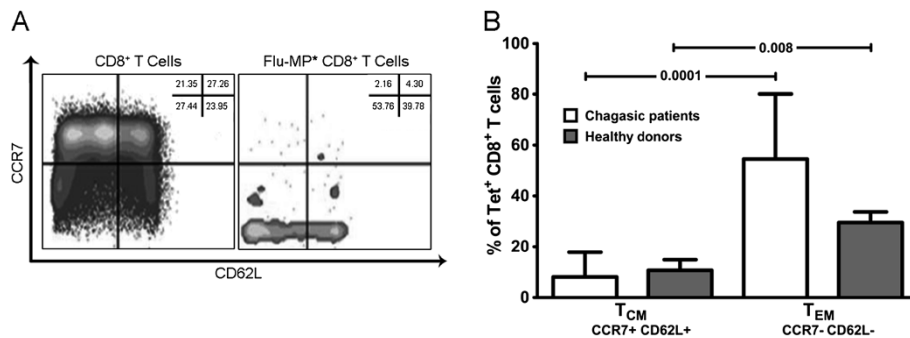 A
CD8+ T Cells
21.35 27.26
27.44 23.95
Flu-MP* CD8+ T Cells
2.16 4.30
53.76 39.78
CCR7
CD62L
B
100
80
60
40
20
0
% of Tet+ CD8+ T cells
0.008
0.0001
Chagasic patients
Healthy donors
TCM
CCR7+ CD62L+
TEM
CCR7- CD62L-